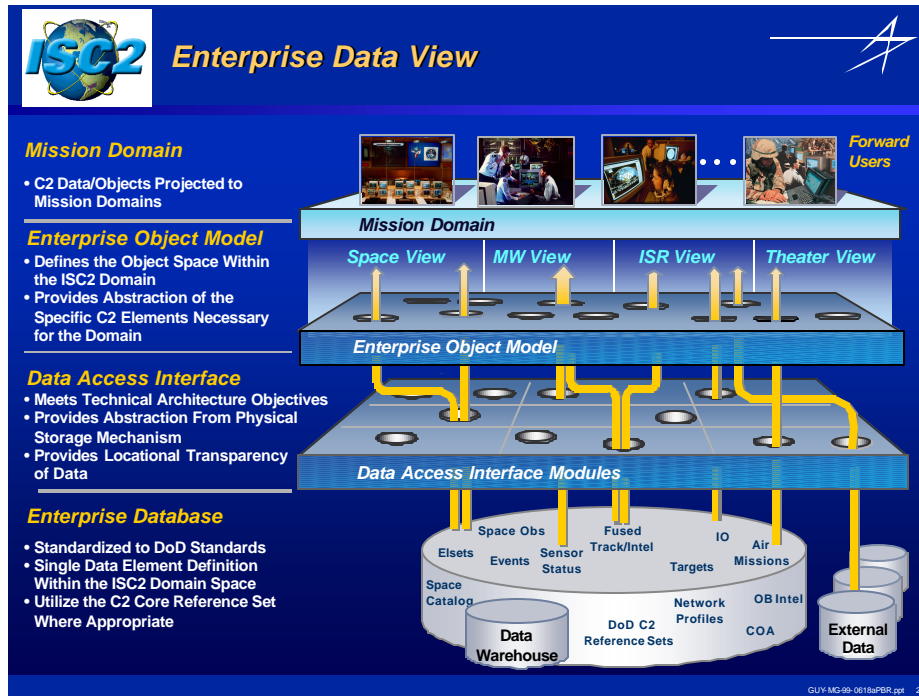 ISC2
Enterprise Data View
Mission Domain
• C2 Data/Objects Projected to
Mission Domains
Enterprise Object Model
• Defines the Object Space Within
the ISC2 Domain
• Provides Abstraction of the
Specific C2 Elements Necessary
for the Domain
Data Access Interface
• Meets Technical Architecture Objectives
• Provides Abstraction From Physical
Storage Mechanism
• Provides Locational Transparency
of Data
Enterprise Database
• Standardized to DoD Standards
• Single Data Element Definition
Within the ISC2 Domain Space
• Utilize the C2 Core Reference Set
Where Appropriate
Forward
Users
Mission Domain
Space View
MW View
ISR View
Theater View
Enterprise Object Model
Data Access Interface Modules
Elsets
Space Obs
Events
Sensor
Status
Fused
Track/Intel
IO
Targets
Air
Missions
Space
Catalog
Data
Warehouse
DoD C2
Reference Sets
Network
Profiles
OB Intel
COA
External
Data
GUY-MG-99-0618aPBR.ppt